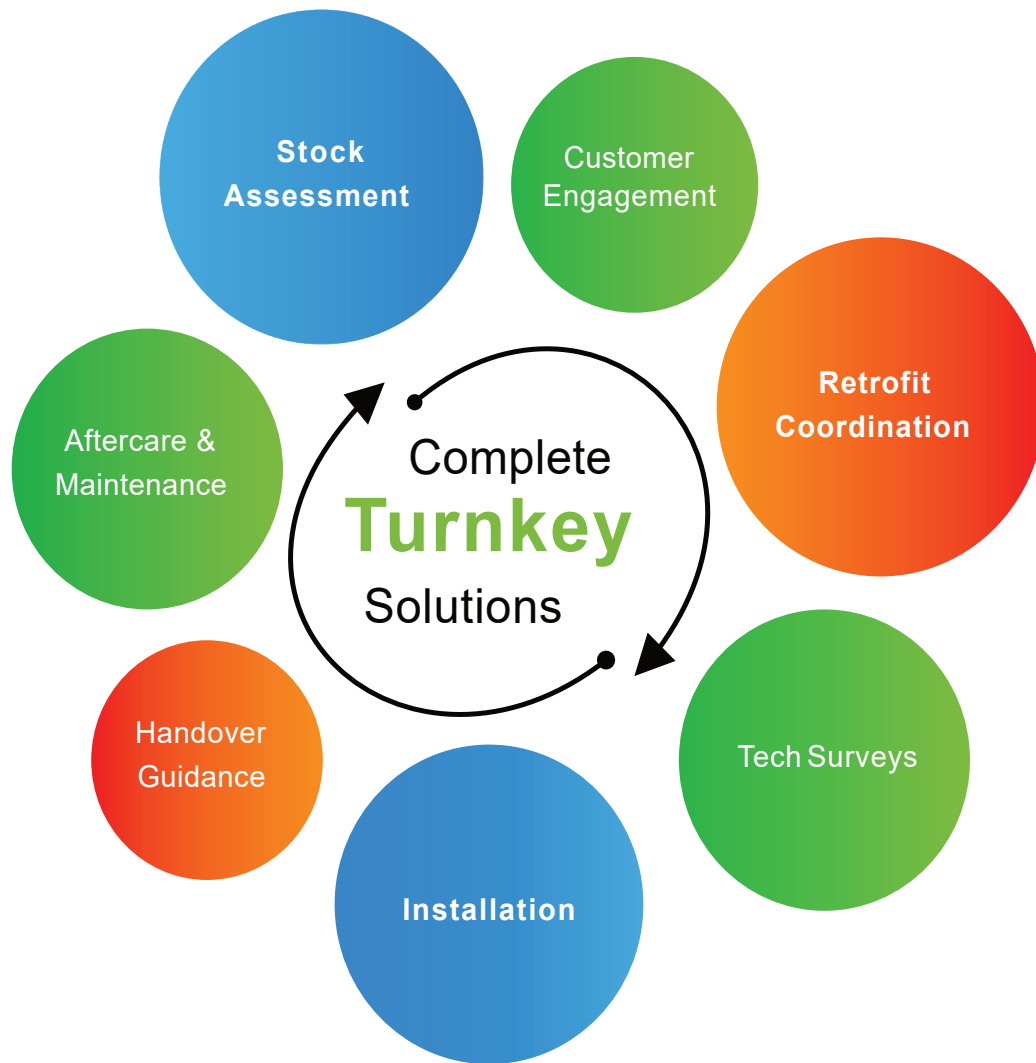 Stock
Assessment
Customer
Engagement
Retrofit
Coordination
Tech Surveys
Installation
Handover
Guidance
Aftercare &
Maintenance
Complete
Turnkey
Solutions